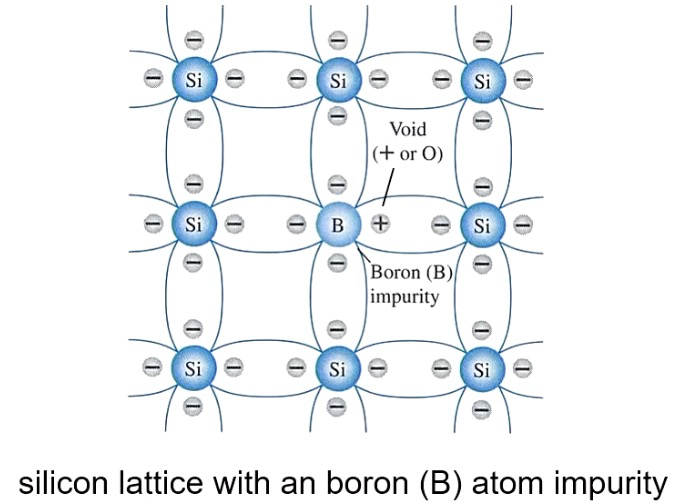 Si Si Si
Void
(+ or O)
Si B + Si
Boron (B)
impurity
Si Si Si
silicon lattice with an boron (B) atom impurity